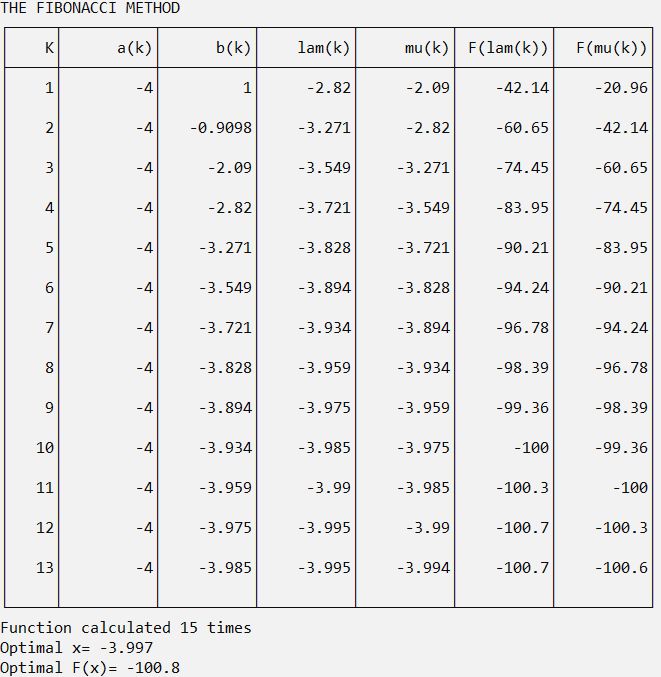 THE FIBONACCI METHOD
K a(k) b(k) lam(k) mu(k) F(lam(k)) F(mu(k))
1 -4 1 -2.82 -2.09 -42.14 -20.96
2 -4 -0.9098 -3.271 -2.82 -60.65 -42.14
3 -4 -2.09 -3.549 -3.271 -74.45 -60.65
4 -4 -2.82 -3.721 -3.549 -83.95 -74.45
5 -4 -3.271 -3.828 -3.721 -90.21 -83.95
6 -4 -3.549 -3.894 -3.828 -94.24 -90.21
7 -4 -3.721 -3.934 -3.894 -96.78 -94.24
8 -4 -3.828 -3.959 -3.934 -98.39 -96.78
9 -4 -3.894 -3.975 -3.959 -99.36 -98.39
10 -4 -3.934 -3.985 -3.975 -100 -99.36
11 -4 -3.959 -3.99 -3.985 -100.3 -100
12 -4 -3.975 -3.995 -3.99 -100.7 -100.3
13 -4 -3.985 -3.995 -3.994 -100.7 -100.6
Function calculated 15 times
Optimal x= -3.997
Optimal F(x)= -100.8